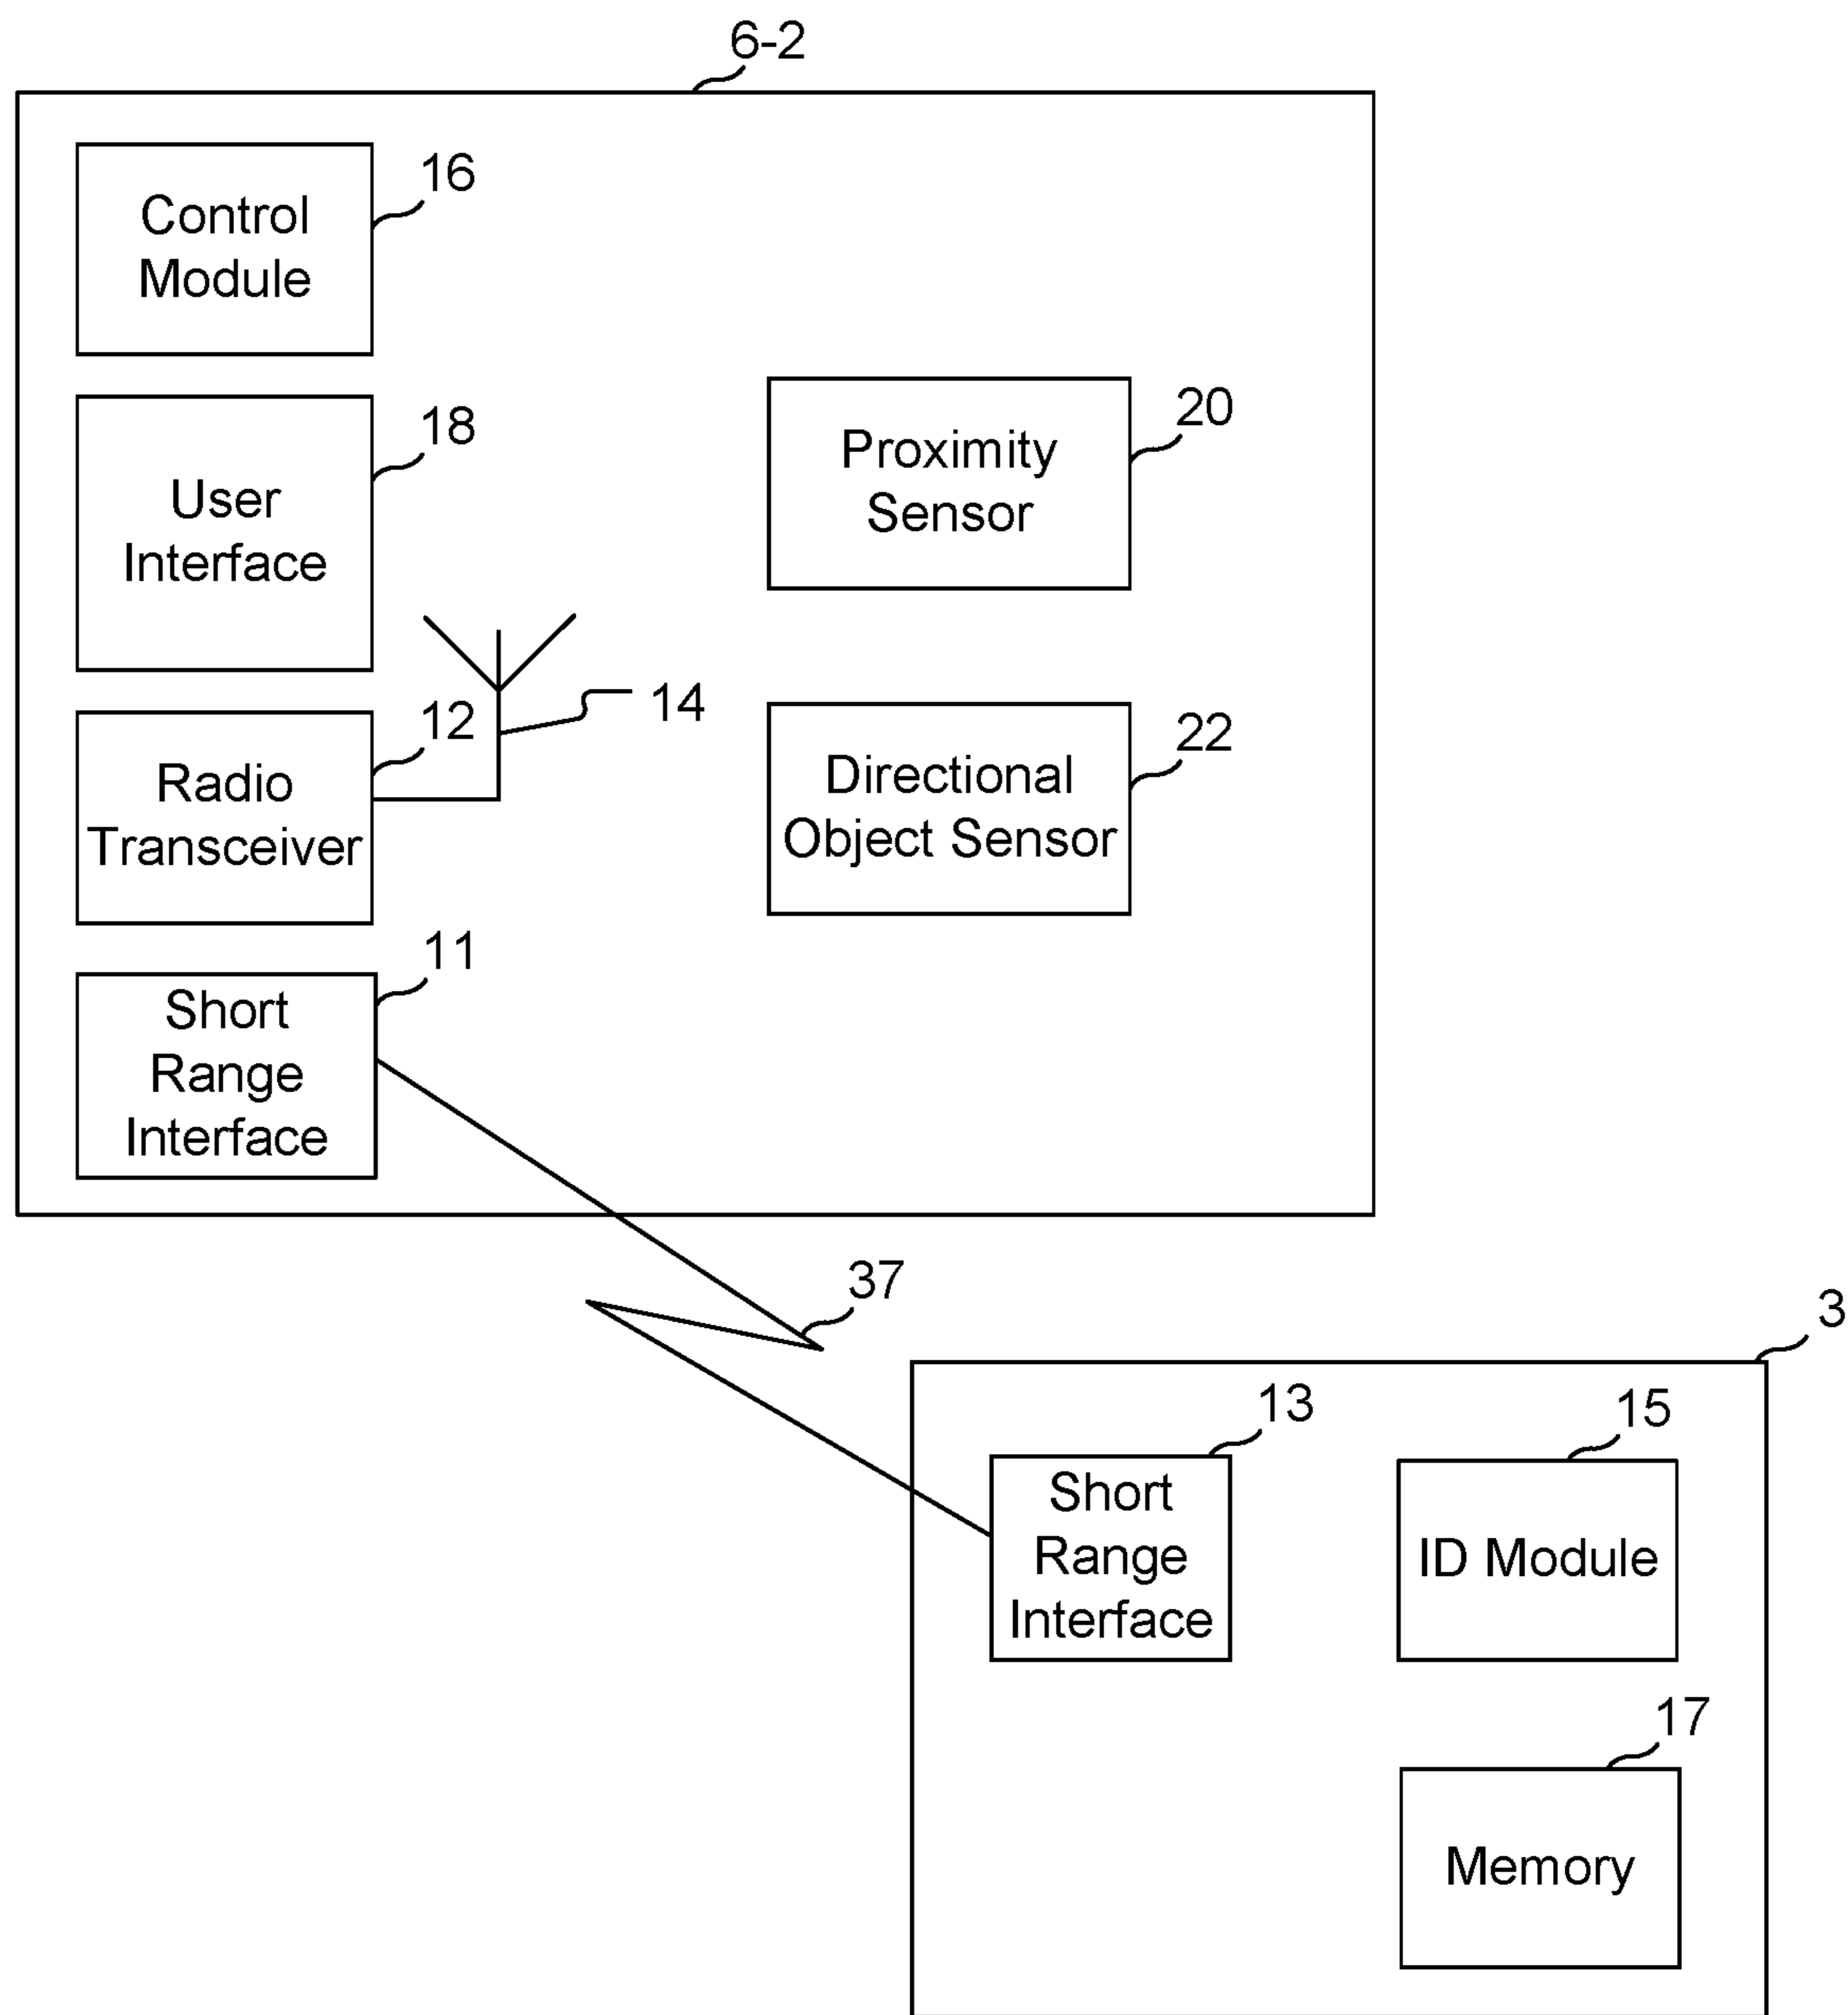 6-2
Control
Module
16
User
Interface
18
Radio
Transceiver
12
14
Short
Range
Interface
11
Proximity
Sensor
20
Directional
Object Sensor
22
37
3
Short
Range
Interface
13
ID Module
15
Memory
17